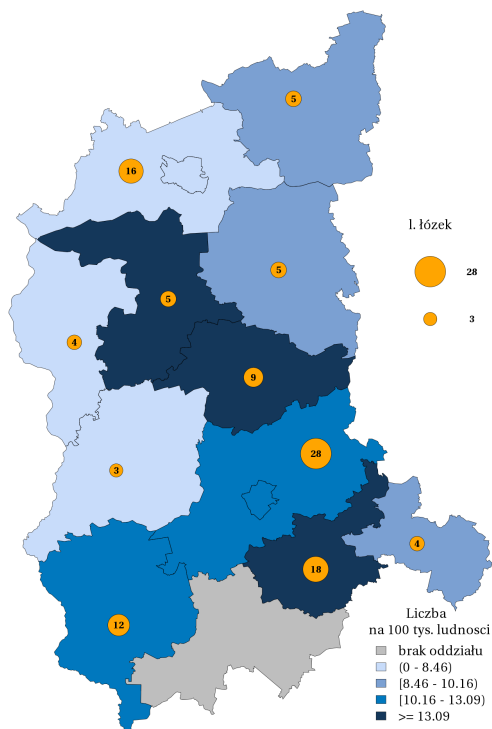 5
16
l. łózek
5
28
5
3
4
9
28
3
4
18
Liczba
na 100 tys. ludnosci
12
brak oddziału
(0 - 8.46)
[8.46 - 10.16)
[10.16 - 13.09)
>= 13.09